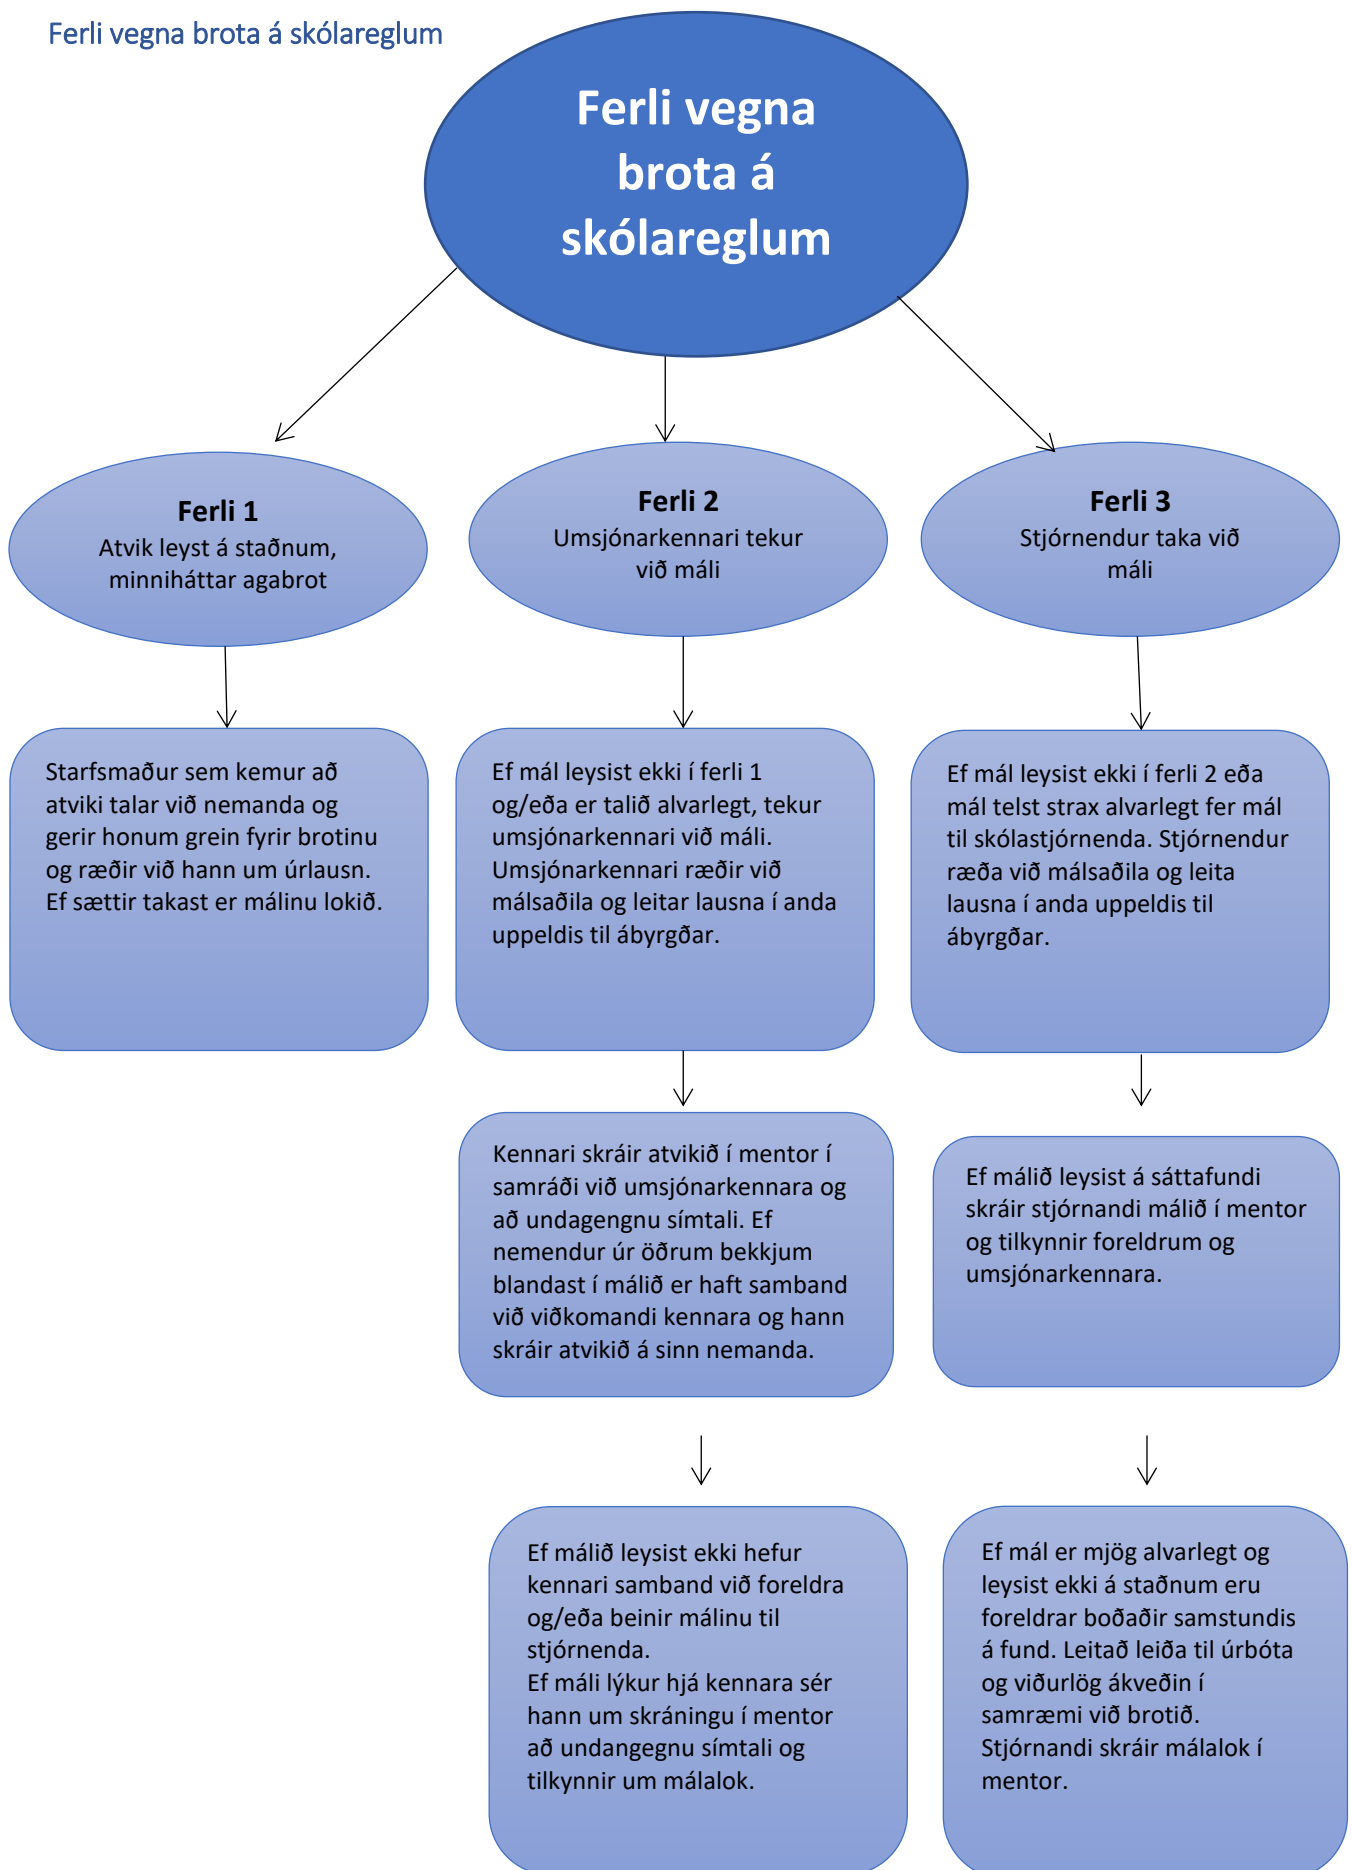 Ferli vegna brota á skólareglum
Ferli vegna
brota á
skólareglum
Ferli 1
Atvik leyst á staðnum,
minniháttar agabrot
Ferli 2
Umsjónarkennari tekur
við máli
Ferli 3
Stjórnendur taka við
máli
Starfsmaður sem kemur að
atviki talar við nemanda og
gerir honum grein fyrir brotinu
og ræðir við hann um úrlausn.
Ef sættir takast er málinu lokið.
Ef mál leysist ekki í ferli 1
og/eða er talið alvarlegt, tekur
umsjónarkennari við máli.
Umsjónarkennari ræðir við
málsaðila og leitar lausna í anda
uppeldis til ábyrgðar.
Ef mál leysist ekki í ferli 2 eða
mál telst strax alvarlegt fer mál
til skólastjórnenda. Stjórnendur
ræða við málsaðila og leita
lausna í anda uppeldis til
ábyrgðar.
Kennari skráir atvikið í mentor í
samráði við umsjónarkennara og
að undagengnu símtali. Ef
nemendur úr öðrum bekkjum
blandast í málið er haft samband
við viðkomandi kennara og hann
skráir atvikið á sinn nemanda.
Ef málið leysist á sáttafundi
skráir stjórnandi málið í mentor
og tilkynnir foreldrum og
umsjónarkennara.
Ef málið leysist ekki hefur
kennari samband við foreldra
og/eða beinir málinu til
stjórnenda.
Ef máli lýkur hjá kennara sér
hann um skráningu í mentor
að undangegnu símtali og
tilkynnir um málalok.
Ef mál er mjög alvarlegt og
leysist ekki á staðnum eru
foreldrar boðaðir samstundis
á fund. Leitað leiða til úrbóta
og viðurlög ákveðin í
samræmi við brotið.
Stjórnandi skráir málalok í
mentor.